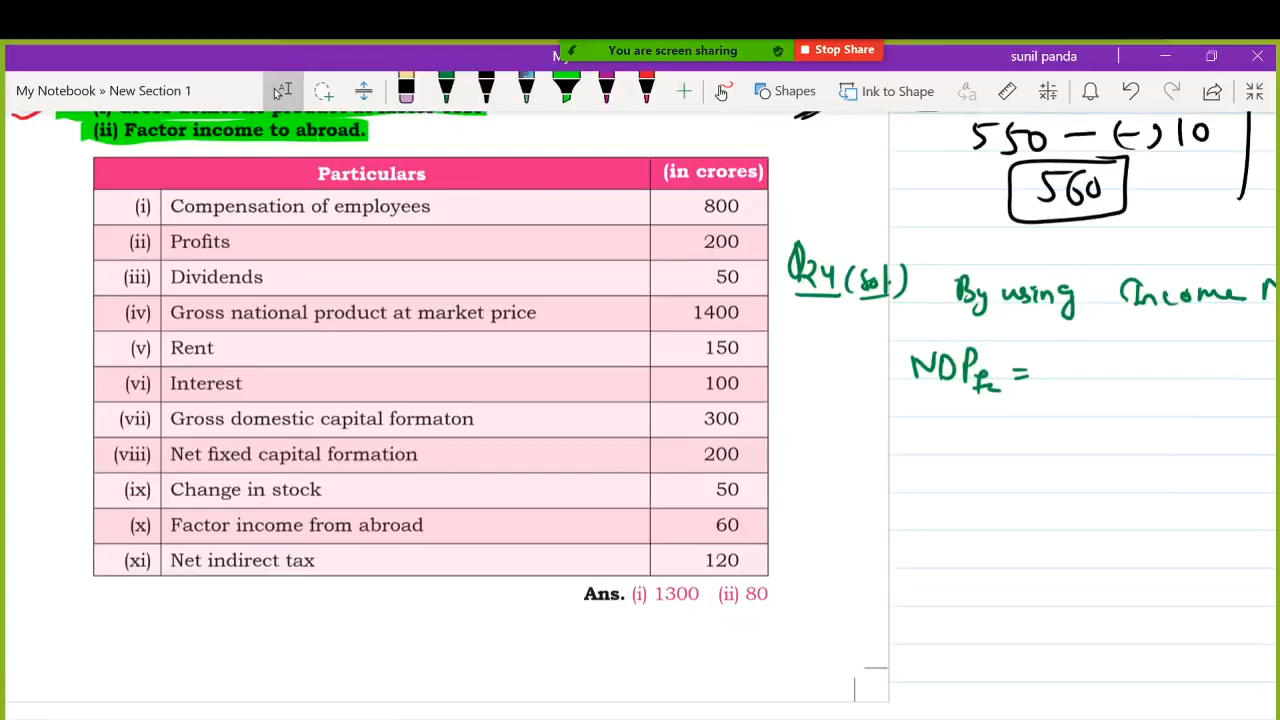 You are screen sharing
Stop Share
sunil panda
My Notebook » New Section 1
Shapes
Ink to Share
(ii) Factor income to abroad.
Particulars (in crores)
(i) Compensation of employees 800
(ii) Profits 200
(iii) Dividends 50
(iv) Gross national product at market price 1400
(v) Rent 150
(vi) Interest 100
(vii) Gross domestic capital formaton 300
(viii) Net fixed capital formation 200
(ix) Change in stock 50
(x) Factor income from abroad 60
(xi) Net indirect tax 120
Ans. (i) 1300 (ii) 80
550 – (–) 10
560
Q24 (Sol.) By using Income
NDPfc =